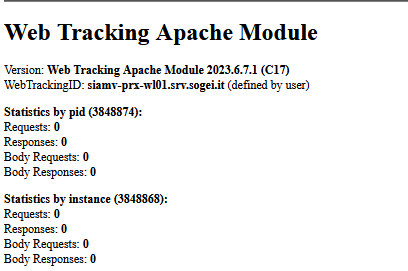 Web Tracking Apache Module
Version: Web Tracking Apache Module 2023.6.7.1 (C17)
WebTrackingID: siamv-prx-wl01.srv.sogei.it (defined by user)
Statistics by pid (3848874):
Requests: 0
Responses: 0
Body Requests: 0
Body Responses: 0
Statistics by instance (3848868):
Requests: 0
Responses: 0
Body Requests: 0
Body Responses: 0